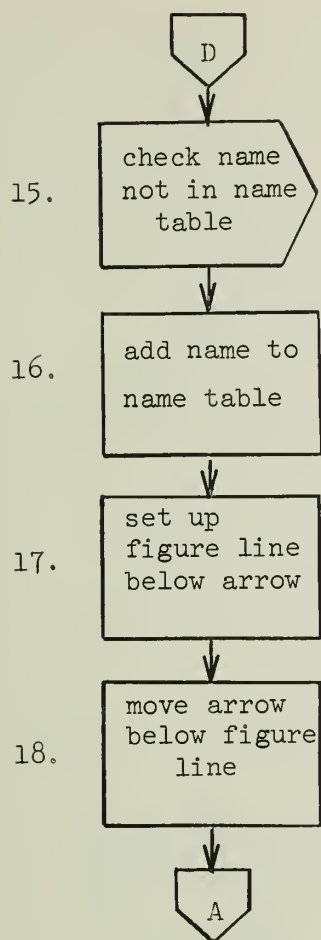 D
15.
check name
not in name
table
16.
add name to
name table
17.
set up
figure line
below arrow
18.
move arrow
below figure
line
A